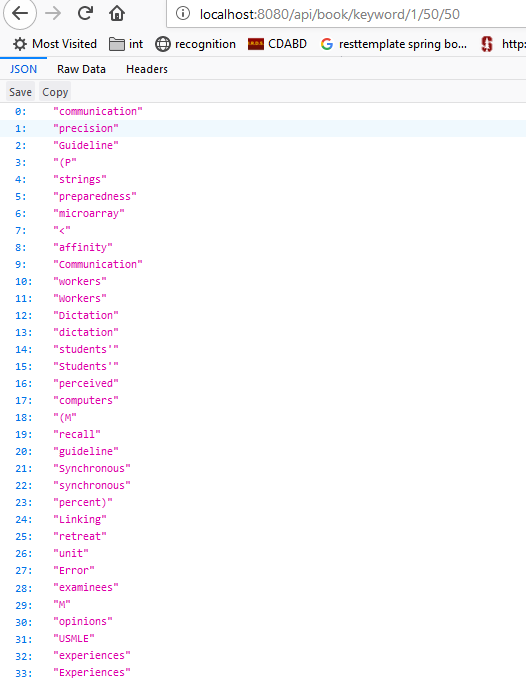 localhost:8080/api/book/keyword/1/50/50
Most Visited int recognition CDABD resttemplate spring bo... http:
JSON Raw Data Headers
Save Copy
0: "communication"
1: "precision"
2: "Guideline"
3: "(P"
4: "strings"
5: "preparedness"
6: "microarray"
7: "<"
8: "affinity"
9: "Communication"
10: "workers"
11: "Workers"
12: "Dictation"
13: "dictation"
14: "students'"
15: "Students'"
16: "perceived"
17: "computers"
18: "(M"
19: "recall"
20: "guideline"
21: "Synchronous"
22: "synchronous"
23: "percent)"
24: "Linking"
25: "retreat"
26: "unit"
27: "Error"
28: "examinees"
29: "M"
30: "opinions"
31: "USMLE"
32: "experiences"
33: "Experiences"